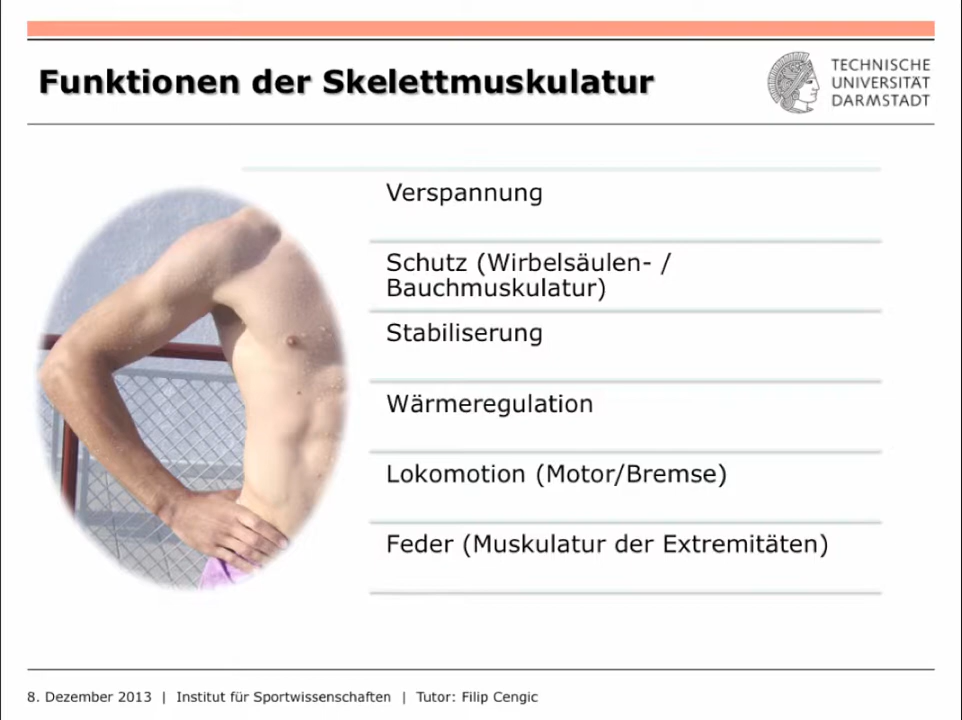 Funktionen der Skelettmuskulatur
TECHNISCHE
UNIVERSITÄT
DARMSTADT
Verspannung
Schutz (Wirbelsäulen- /
Bauchmuskulatur)
Stabiliserung
Wärmeregulation
Lokomotion (Motor/Bremse)
Feder (Muskulatur der Extremitäten)
8. Dezember 2013 | Institut für Sportwissenschaften | Tutor: Filip Cengic